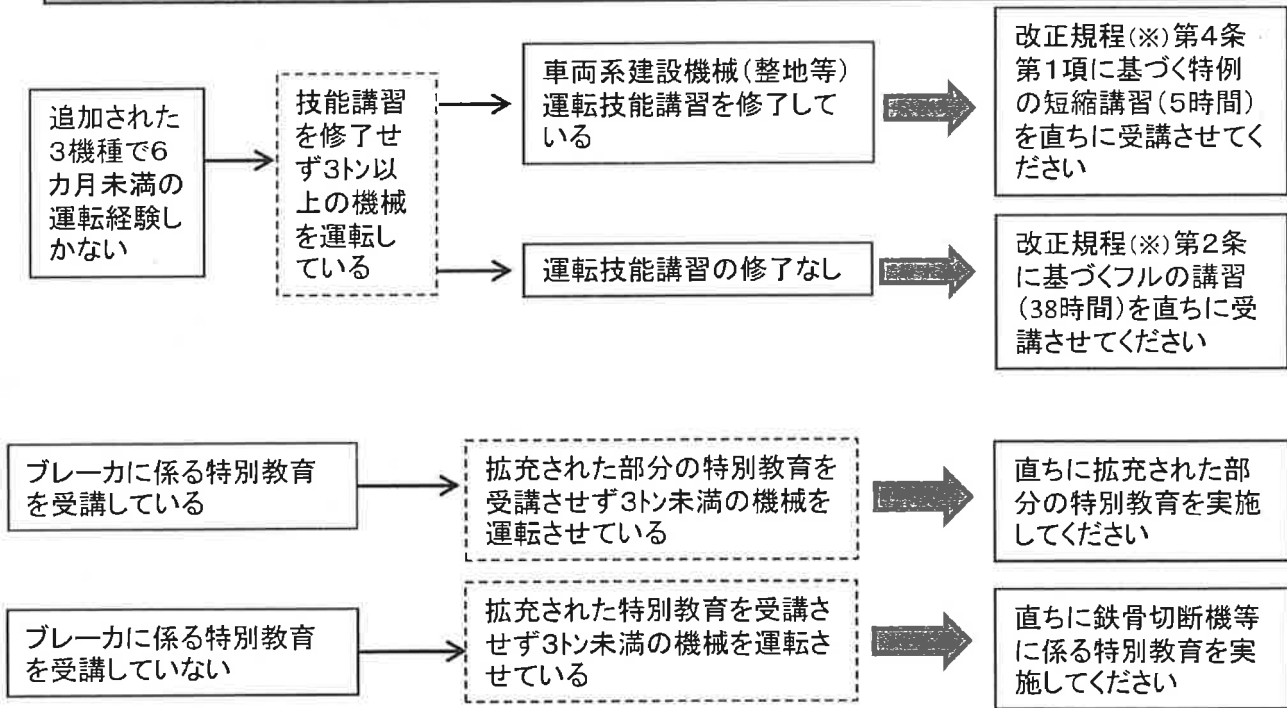 追加された
3機種で6
カ月未満の
運転経験し
かない
技能講習
を修了せ
ず3トン以
上の機械
を運転し
ている
車両系建設機械(整地等)
運転技能講習を修了して
いる
改正規程(※)第4条
第1項に基づく特例
の短縮講習(5時間)
を直ちに受講させてく
ださい
運転技能講習の修了なし
改正規程(※)第2条
に基づくフルの講習
(38時間)を直ちに受
講させてください
ブレーカに係る特別教育
を受講している
拡充された部分の特別教育を
受講させず3トン未満の機械を
運転させている
直ちに拡充された部
分の特別教育を実施
してください
ブレーカに係る特別教育
を受講していない
拡充された特別教育を受講さ
せず3トン未満の機械を運転さ
せている
直ちに鉄骨切断機等
に係る特別教育を実
施してください